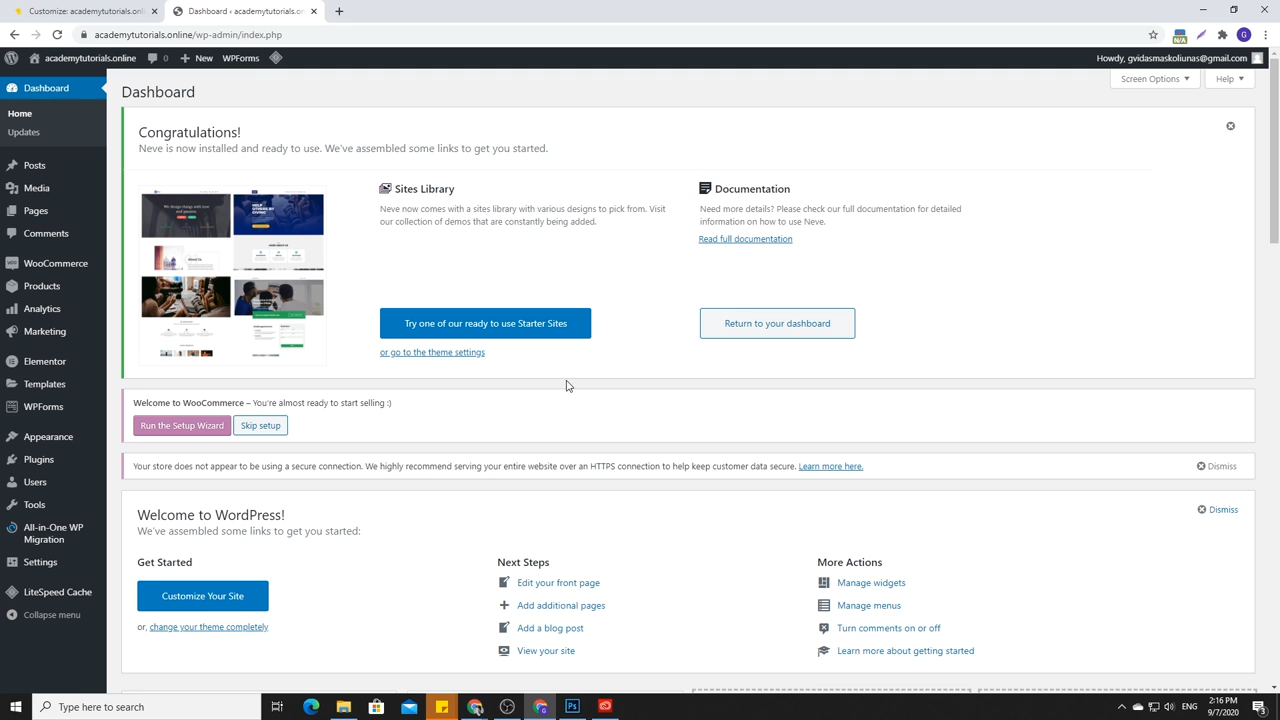 Customize: academytutorials.onl
Dashboard ‹ academytutorials.on
academytutorials.online/wp-admin/index.php
N/A
G
academytutorials.online
0
New
WPForms
Howdy, gvidasmaskoliunas@gmail.com
Dashboard
Home
Updates
Posts
Media
Pages
Comments
WooCommerce
Products
Analytics
Marketing
Elementor
Templates
WPForms
Appearance
Plugins
Users
Tools
All-in-One WP
Migration
Settings
LiteSpeed Cache
Collapse menu
Dashboard
Screen Options
Help
Congratulations!
Neve is now installed and ready to use. We've assembled some links to get you started.
Sites Library
Neve now comes with a sites library with various designs to pick from. Visit
our collection of demos that are constantly being added.
Try one of our ready to use Starter Sites
or go to the theme settings
Documentation
Need more details? Please check our full documentation for detailed
information on how to use Neve.
Read full documentation
Return to your dashboard
Welcome to WooCommerce – You're almost ready to start selling :)
Run the Setup Wizard
Skip setup
Your store does not appear to be using a secure connection. We highly recommend serving your entire website over an HTTPS connection to help keep customer data secure. Learn more here.
Dismiss
Welcome to WordPress!
We've assembled some links to get you started:
Dismiss
Get Started
Customize Your Site
or, change your theme completely
Next Steps
Edit your front page
Add additional pages
Add a blog post
View your site
More Actions
Manage widgets
Manage menus
Turn comments on or off
Learn more about getting started
Type here to search
Ps
ENG
2:16 PM
9/7/2020
3